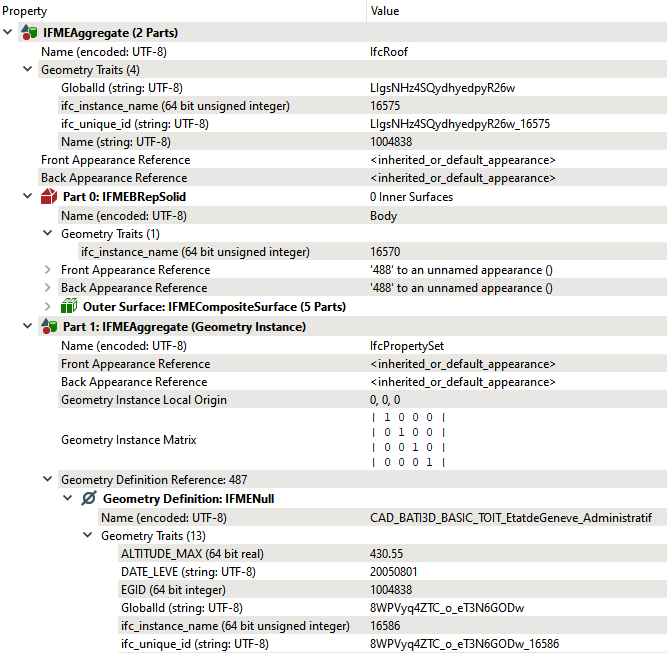 Property Value
IFMEAggregate (2 Parts)
Name (encoded: UTF-8) IfcRoof
Geometry Traits (4)
GlobalId (string: UTF-8) LIgsNHz4SQydhyedpyR26w
ifc_instance_name (64 bit unsigned integer) 16575
ifc_unique_id (string: UTF-8) LIgsNHz4SQydhyedpyR26w_16575
Name (string: UTF-8) 1004838
Front Appearance Reference <inherited_or_default_appearance>
Back Appearance Reference <inherited_or_default_appearance>
Part 0: IFMEBRepSolid 0 Inner Surfaces
Name (encoded: UTF-8) Body
Geometry Traits (1)
ifc_instance_name (64 bit unsigned integer) 16570
Front Appearance Reference '488' to an unnamed appearance ()
Back Appearance Reference '488' to an unnamed appearance ()
Outer Surface: IFMECompositeSurface (5 Parts)
Part 1: IFMEAggregate (Geometry Instance)
Name (encoded: UTF-8) IfcPropertySet
Front Appearance Reference <inherited_or_default_appearance>
Back Appearance Reference <inherited_or_default_appearance>
Geometry Instance Local Origin 0, 0, 0
Geometry Instance Matrix
| 1 0 0 0 |
| 0 1 0 0 |
| 0 0 1 0 |
| 0 0 0 1 |
Geometry Definition Reference: 487
Geometry Definition: IFMENull
Name (encoded: UTF-8) CAD_BATI3D_BASIC_TOIT_EtatdeGeneve_Administratif
Geometry Traits (13)
ALTITUDE_MAX (64 bit real) 430.55
DATE_LEVE (string: UTF-8) 20050801
EGID (64 bit integer) 1004838
GlobalId (string: UTF-8) 8WPVyq4ZTC_o_eT3N6GODw
ifc_instance_name (64 bit unsigned integer) 16586
ifc_unique_id (string: UTF-8) 8WPVyq4ZTC_o_eT3N6GODw_16586